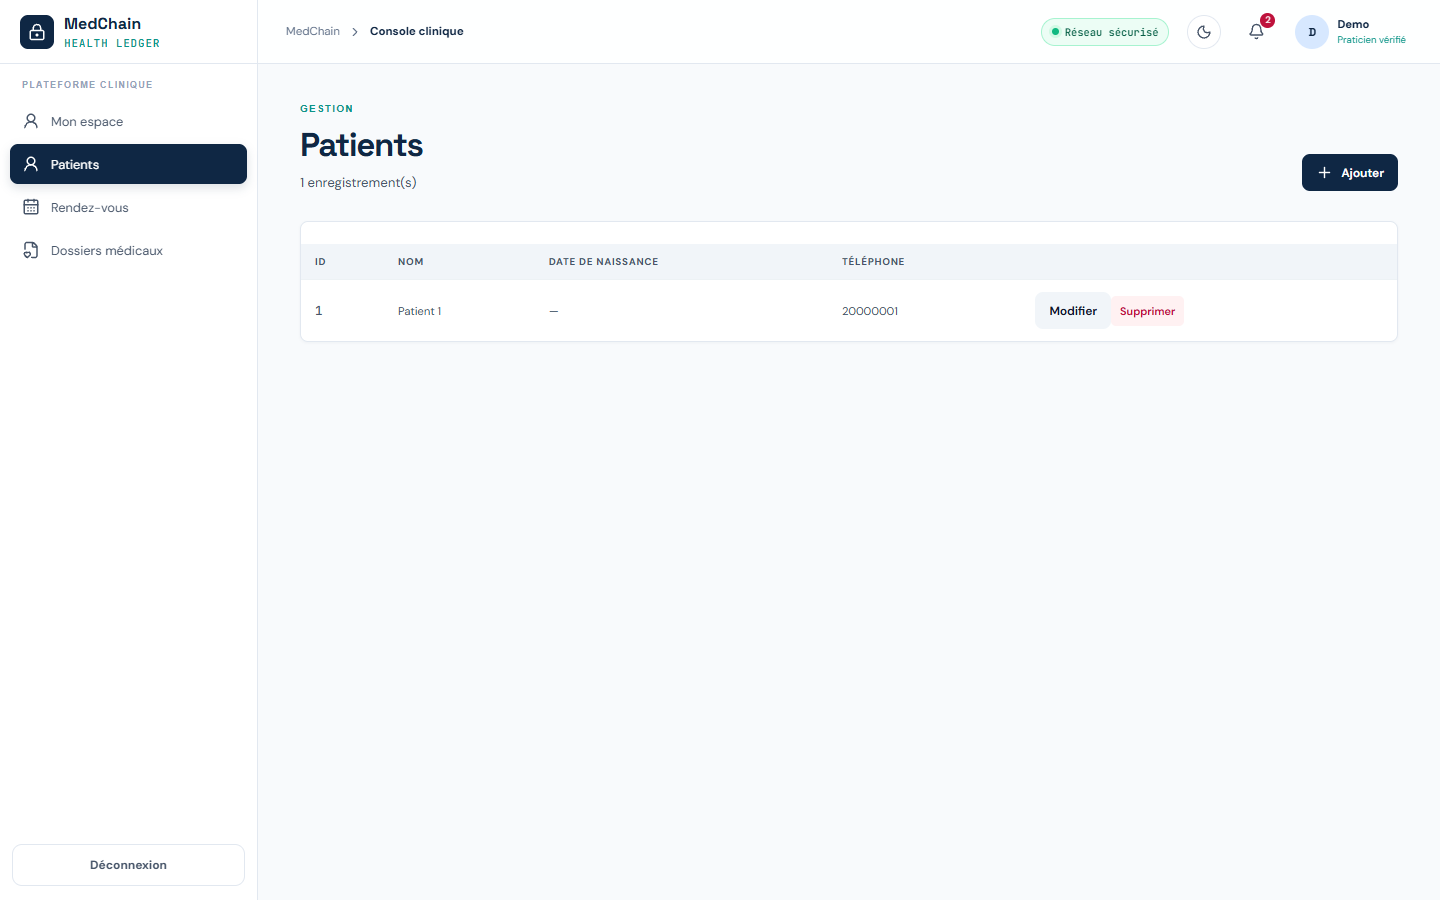 MedChain
HEALTH LEDGER
MedChain > Console clinique
Réseau sécurisé
2
D
Demo
Praticien vérifié
PLATEFORME CLINIQUE
Mon espace
Patients
Rendez-vous
Dossiers médicaux
Déconnexion
GESTION
Patients
1 enregistrement(s)
Ajouter
ID NOM DATE DE NAISSANCE TÉLÉPHONE
1 Patient 1 — 20000001 Modifier Supprimer